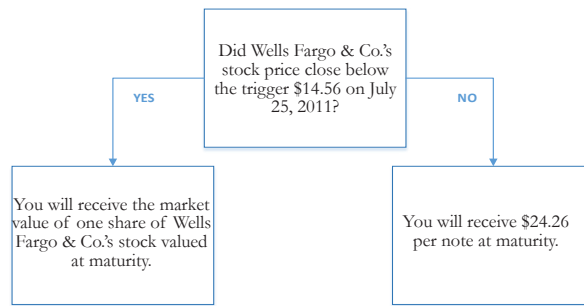 Did Wells Fargo & Co.'s
stock price close below
the trigger $14.56 on July
25, 2011?
YES
NO
You will receive the market
value of one share of Wells
Fargo & Co.'s stock valued
at maturity.
You will receive $24.26
per note at maturity.